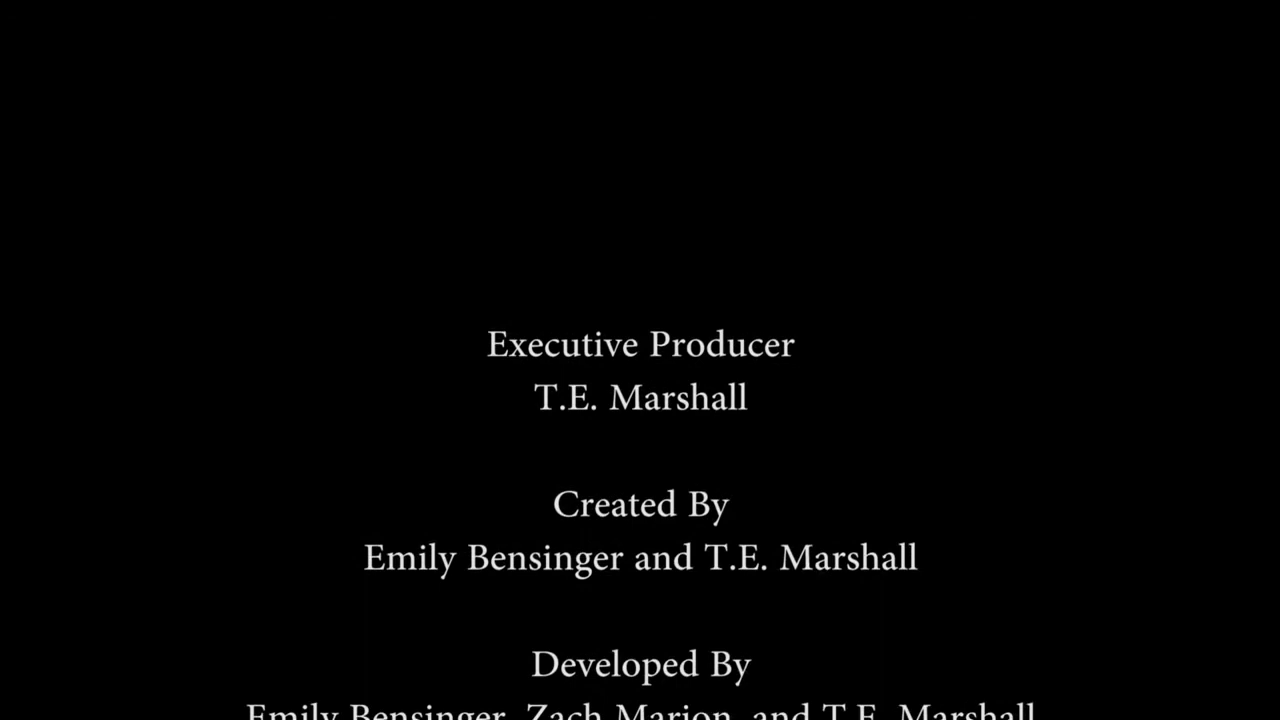 Executive Producer
T.E. Marshall
Created By
Emily Bensinger and T.E. Marshall
Developed By
Emily Bensinger, Zach Marion, and T.E. Marshall